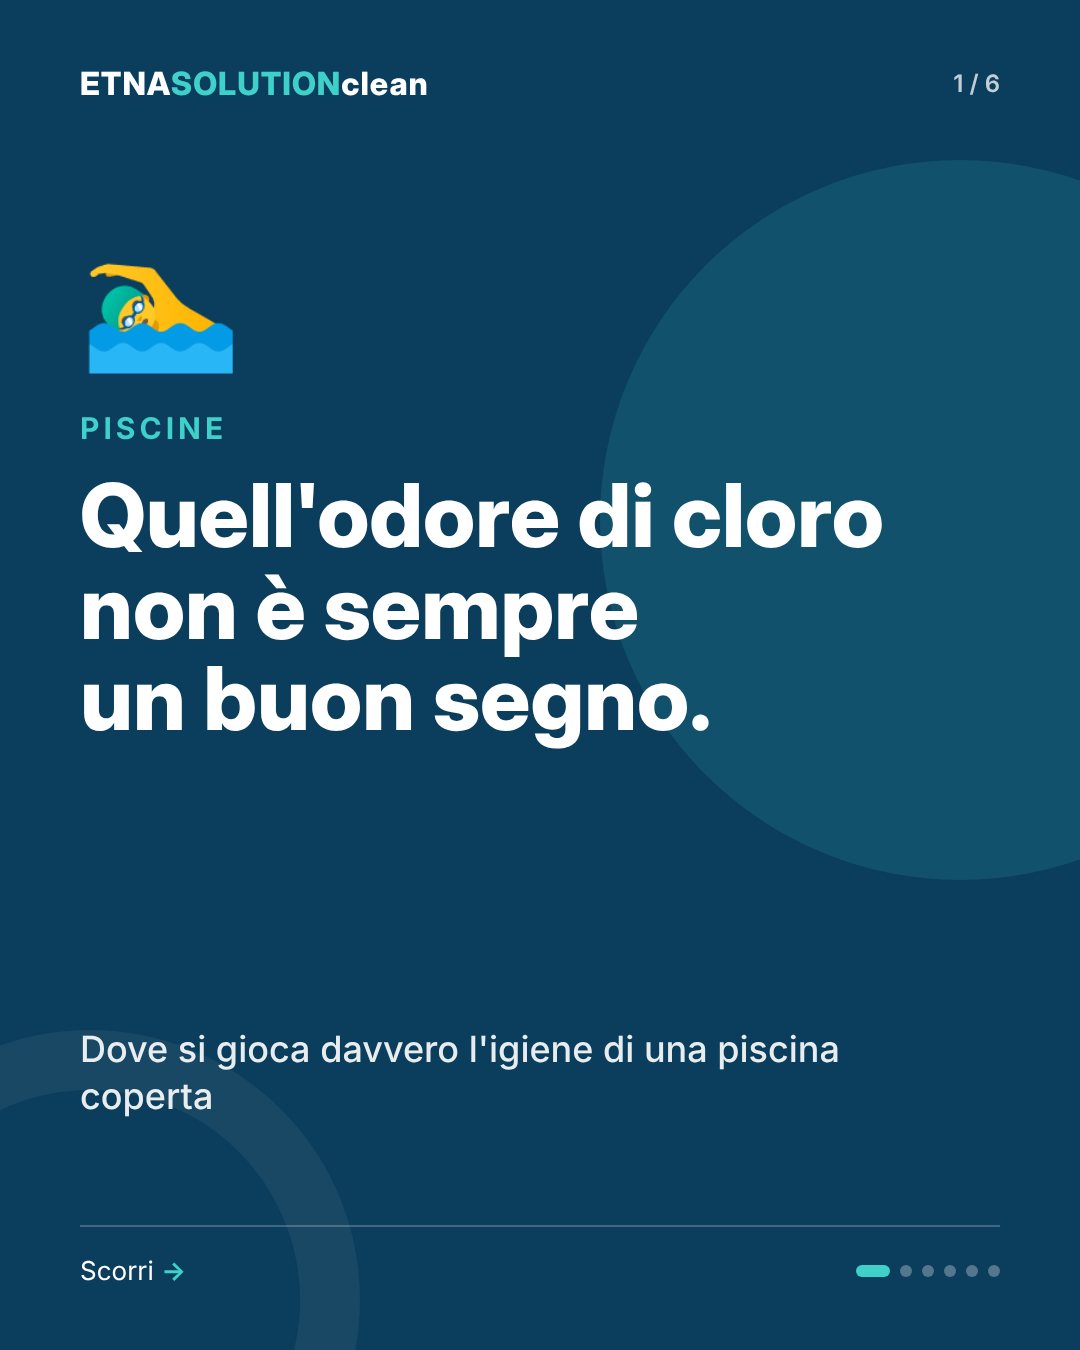 ETNASOLUTIONclean
1 / 6
PISCINE
Quell'odore di cloro
non è sempre
un buon segno.
Dove si gioca davvero l'igiene di una piscina
coperta
Scorri →